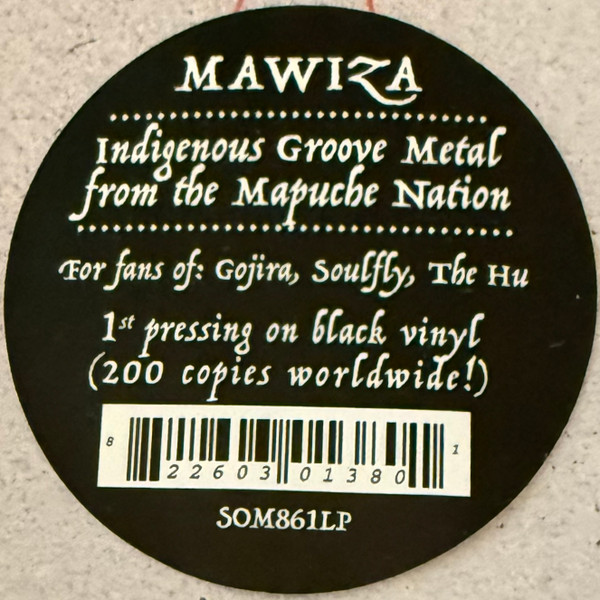 MAWIZA
Indigenous Groove Metal
from the Mapuche Nation
For fans of: Gojira, Soulfly, The Hu
1st pressing on black vinyl
(200 copies worldwide!)
8 22603 01380 1
SOM861LP